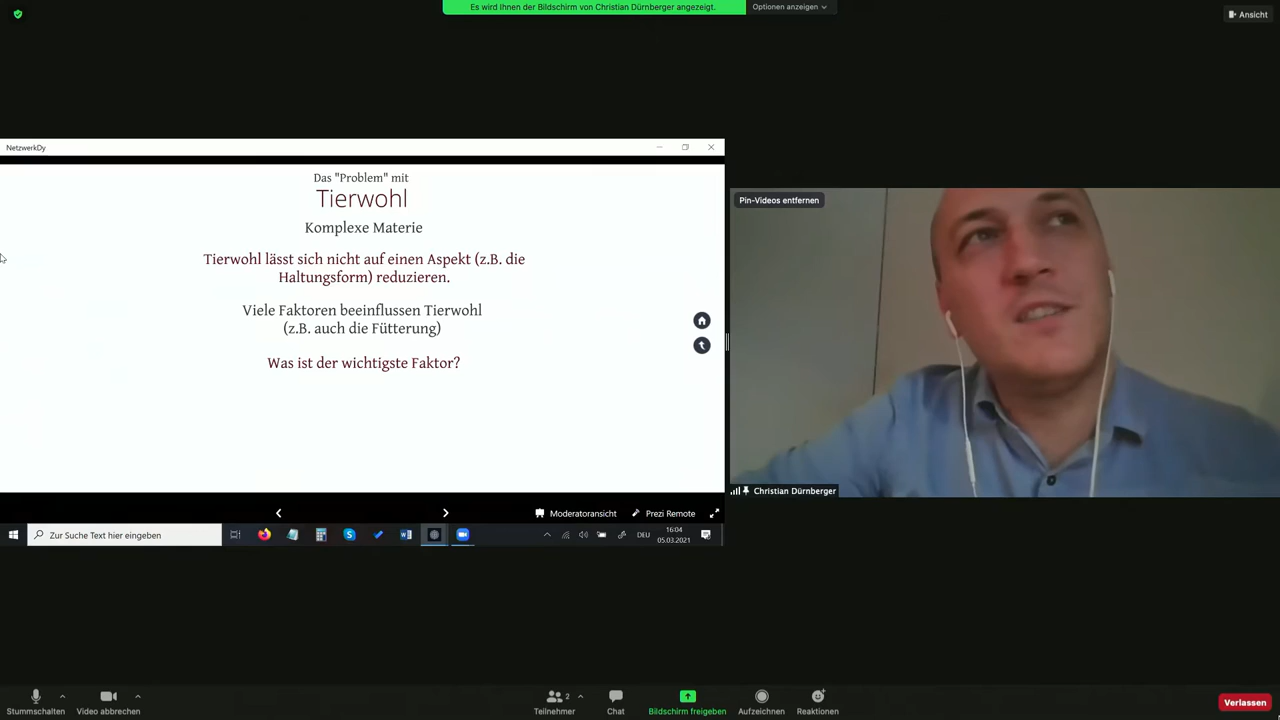 Es wird Ihnen der Bildschirm von Christian Dürnberger angezeigt.
Optionen anzeigen
Ansicht
NetzwerkDy
Das "Problem" mit
Tierwohl
Komplexe Materie
Tierwohl lässt sich nicht auf einen Aspekt (z.B. die
Haltungsform) reduzieren.
Viele Faktoren beeinflussen Tierwohl
(z.B. auch die Fütterung)
Was ist der wichtigste Faktor?
Pin-Videos entfernen
Christian Dürnberger
Moderatoransicht
Prezi Remote
Zur Suche Text hier eingeben
DEU
16:04
05.03.2021
Stummschalten
Video abbrechen
2
Teilnehmer
Chat
Bildschirm freigeben
Aufzeichnen
Reaktionen
Verlassen